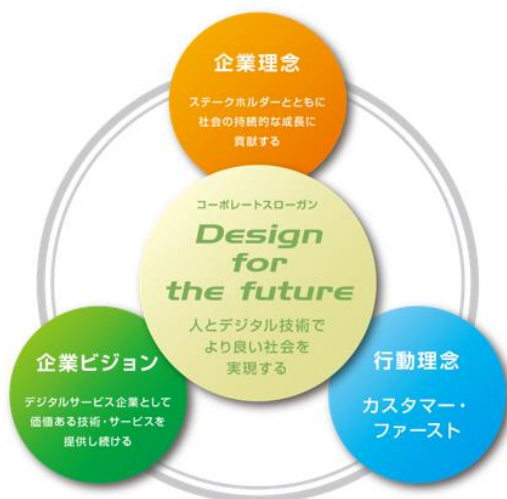 企業理念
ステークホルダーとともに
社会の持続的な成長に
貢献する
コーポレートスローガン
Design
for
the future
人とデジタル技術で
より良い社会を
実現する
企業ビジョン
デジタルサービス企業として
価値ある技術・サービスを
提供し続ける
行動理念
カスタマー・
ファースト